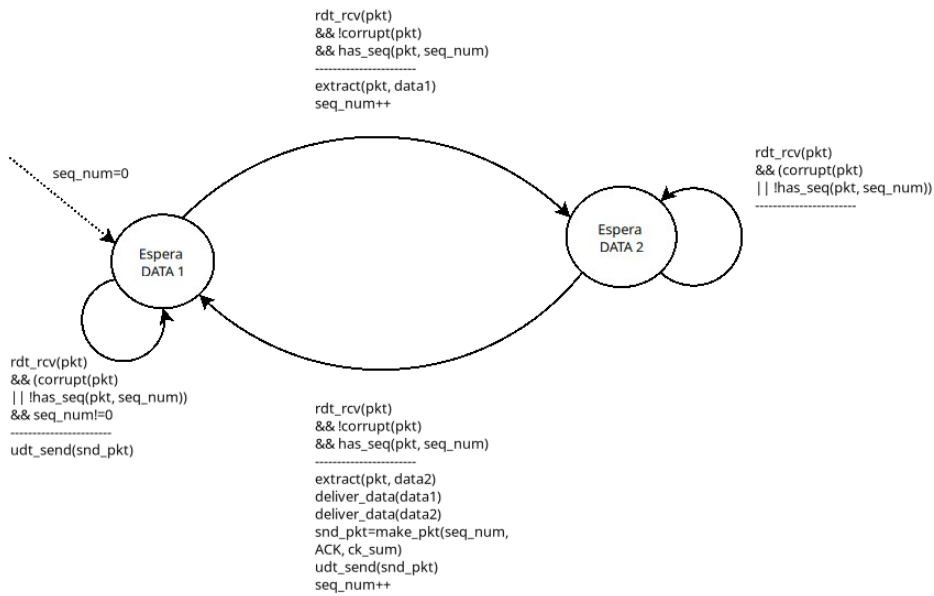 rdt_rcv(pkt)
&& !corrupt(pkt)
&& has_seq(pkt, seq_num)
-----------------------
extract(pkt, data1)
seq_num++
seq_num=0
rdt_rcv(pkt)
&& (corrupt(pkt)
|| !has_seq(pkt, seq_num))
-----------------------
Espera
DATA 1
Espera
DATA 2
rdt_rcv(pkt)
&& (corrupt(pkt)
|| !has_seq(pkt, seq_num))
&& seq_num!=0
-----------------------
udt_send(snd_pkt)
rdt_rcv(pkt)
&& !corrupt(pkt)
&& has_seq(pkt, seq_num)
-----------------------
extract(pkt, data2)
deliver_data(data1)
deliver_data(data2)
snd_pkt=make_pkt(seq_num,
ACK, ck_sum)
udt_send(snd_pkt)
seq_num++